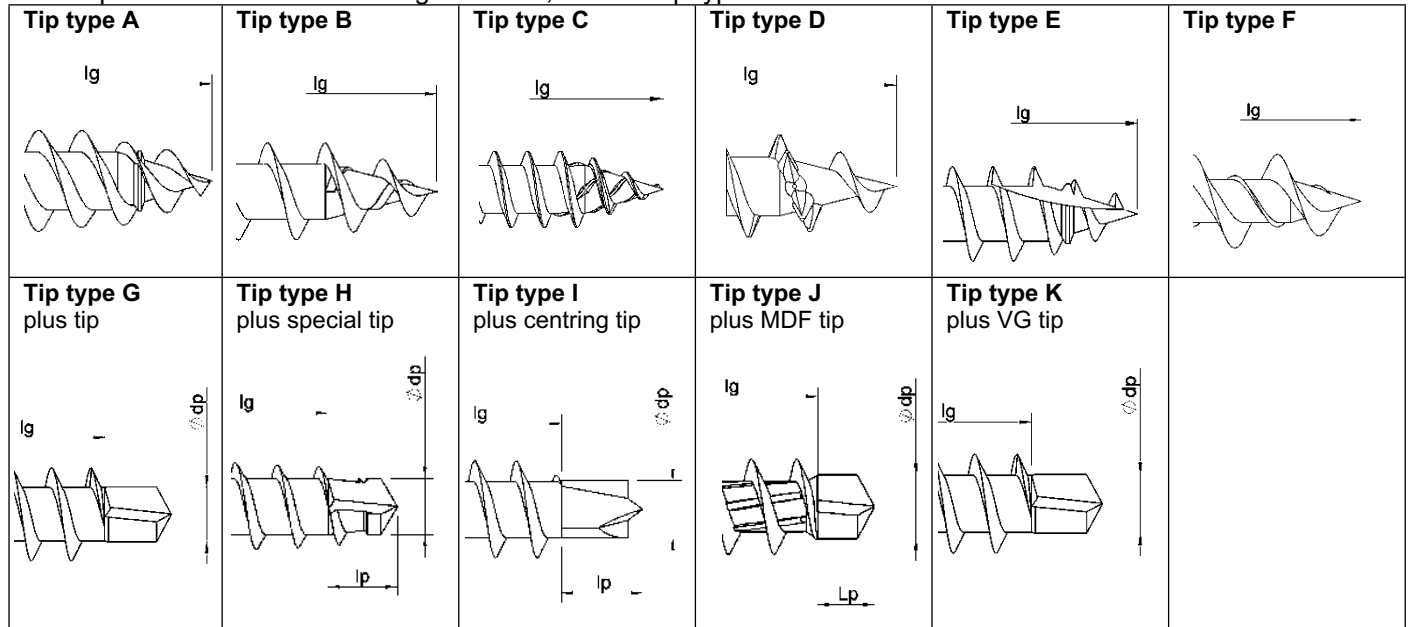 Tip type A
Tip type B
Tip type C
Tip type D
Tip type E
Tip type F
lg
lg
lg
lg
lg
lg
Tip type G
plus tip
Tip type H
plus special tip
Tip type I
plus centring tip
Tip type J
plus MDF tip
Tip type K
plus VG tip
lg
∅ dp
lg
∅ dp
lp
lg
∅ dp
lp
lg
∅ dp
Lp
lg
∅ dp